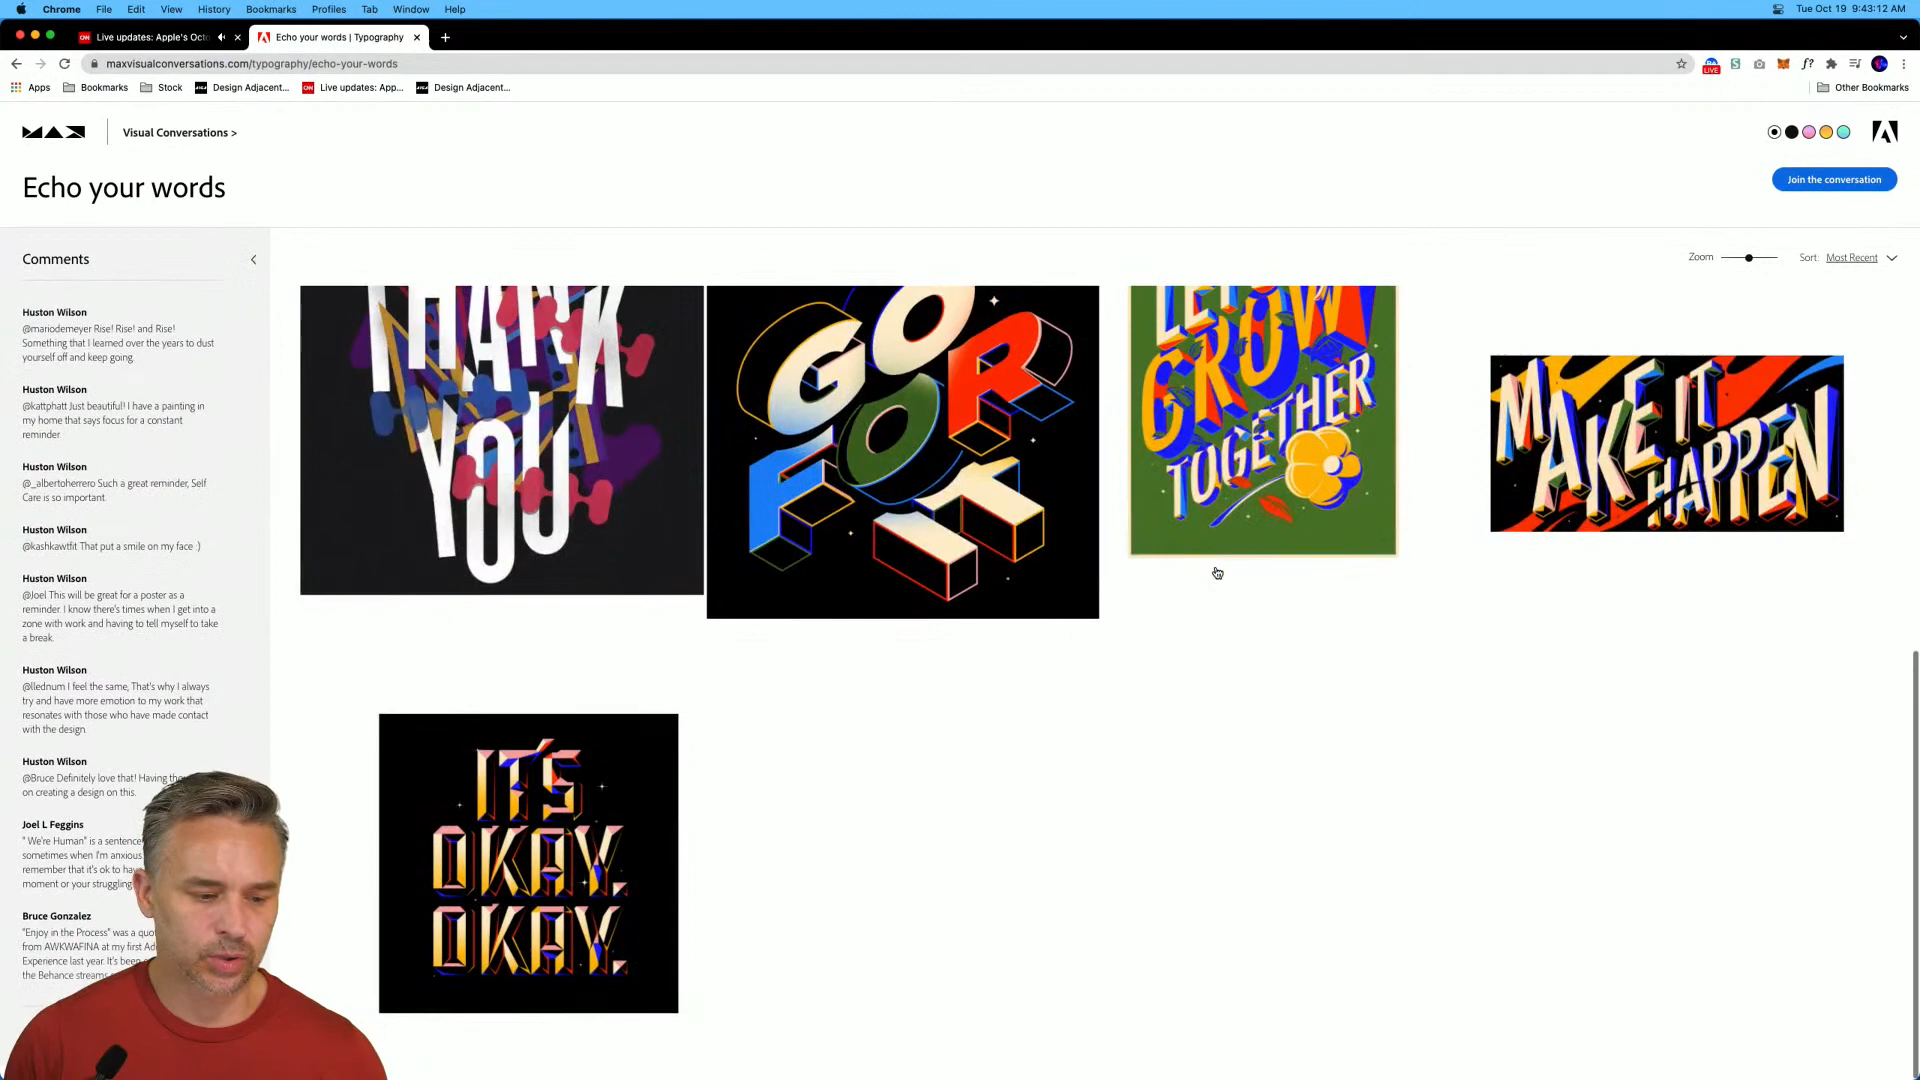 Chrome File Edit View History Bookmarks Profiles Tab Window Help
Tue Oct 19 9:43:12 AM
Live updates: Apple's Octo
Echo your words | Typography
maxvisualconversations.com/typography/echo-your-words
LIVE
f?
Apps Bookmarks Stock Design Adjacent... Live updates: App... Design Adjacent...
Other Bookmarks
MAX
Visual Conversations >
Echo your words
Join the conversation
Comments
Zoom
Sort: Most Recent
Huston Wilson
@mariodemeyer Rise! Rise! and Rise!
Something that I learned over the years to dust
yourself off and keep going.
Huston Wilson
@kattphatt Just beautiful! I have a painting in
my home that says focus for a constant
reminder.
Huston Wilson
@_albertoherrero Such a great reminder, Self
Care is so important.
Huston Wilson
@kashkawtfit That put a smile on my face :)
Huston Wilson
@Joel This will be great for a poster as a
reminder. I know there's times when I get into a
zone with work and having to tell myself to take
a break.
Huston Wilson
@llednum I feel the same, That's why I always
try and have more emotion to my work that
resonates with those who have made contact
with the design.
Huston Wilson
@Bruce Definitely love that! Having
on creating a design on this.
Joel L Feggins
" We're Human" is a sentence
sometimes when I'm anxious
remember that it's ok to
moment or your struggling
Bruce Gonzalez
"Enjoy in the Process" was a
from AWKWAFINA at my first
Experience last year. It's been
the Behance streams
THANK
YOU
GO
FOR
IT
LET'S
GROW
TOGETHER
MAKE IT
HAPPEN
IT'S
OKAY.
OKAY.